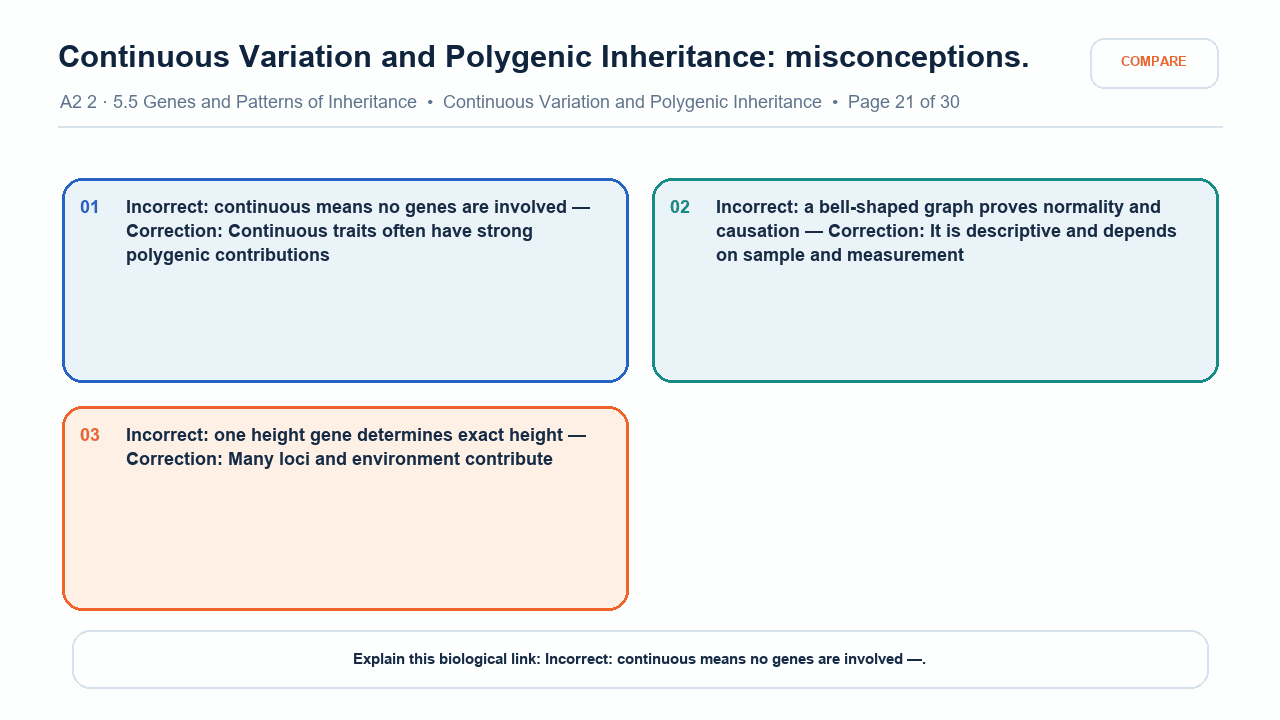 Continuous Variation and Polygenic Inheritance: misconceptions.
COMPARE
A2 2 · 5.5 Genes and Patterns of Inheritance • Continuous Variation and Polygenic Inheritance • Page 21 of 30
01
Incorrect: continuous means no genes are involved —
Correction: Continuous traits often have strong
polygenic contributions
02
Incorrect: a bell-shaped graph proves normality and
causation — Correction: It is descriptive and depends
on sample and measurement
03
Incorrect: one height gene determines exact height —
Correction: Many loci and environment contribute
Explain this biological link: Incorrect: continuous means no genes are involved —.